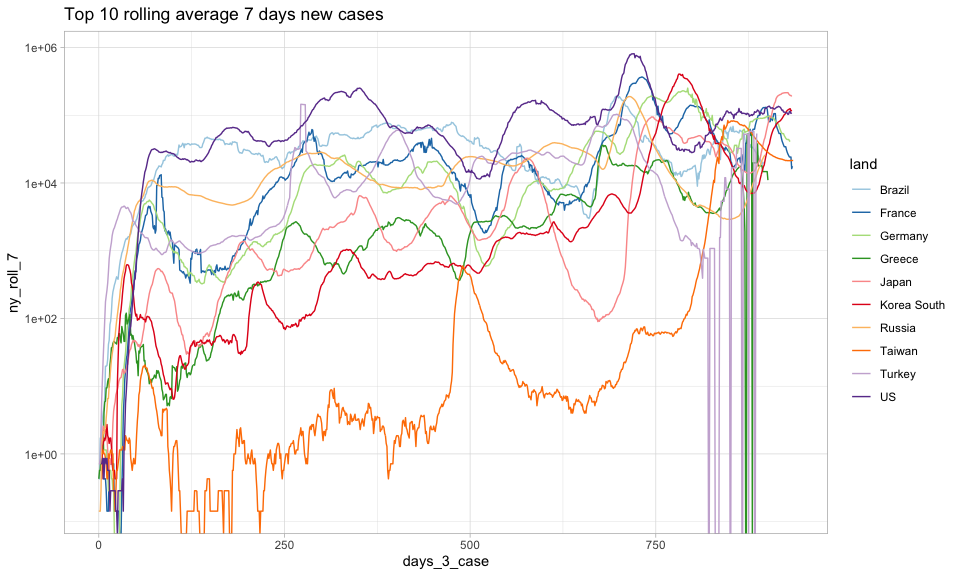 Top 10 rolling average 7 days new cases
1e+06
1e+04
1e+02
1e+00
ny_roll_7
0
250
500
750
days_3_case
land
Brazil
France
Germany
Greece
Japan
Korea South
Russia
Taiwan
Turkey
US